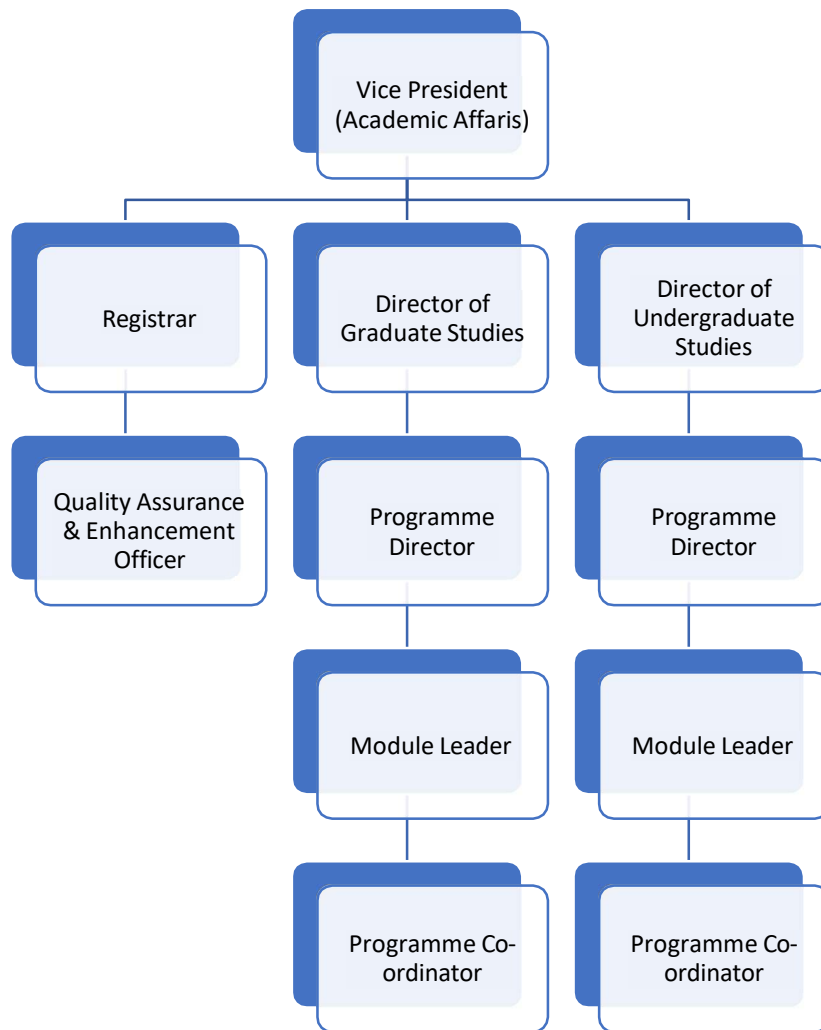 Vice President
(Academic Affaris)
Registrar
Director of
Graduate Studies
Director of
Undergraduate
Studies
Quality Assurance
& Enhancement
Officer
Programme
Director
Programme
Director
Module Leader
Module Leader
Programme Co-
ordinator
Programme Co-
ordinator